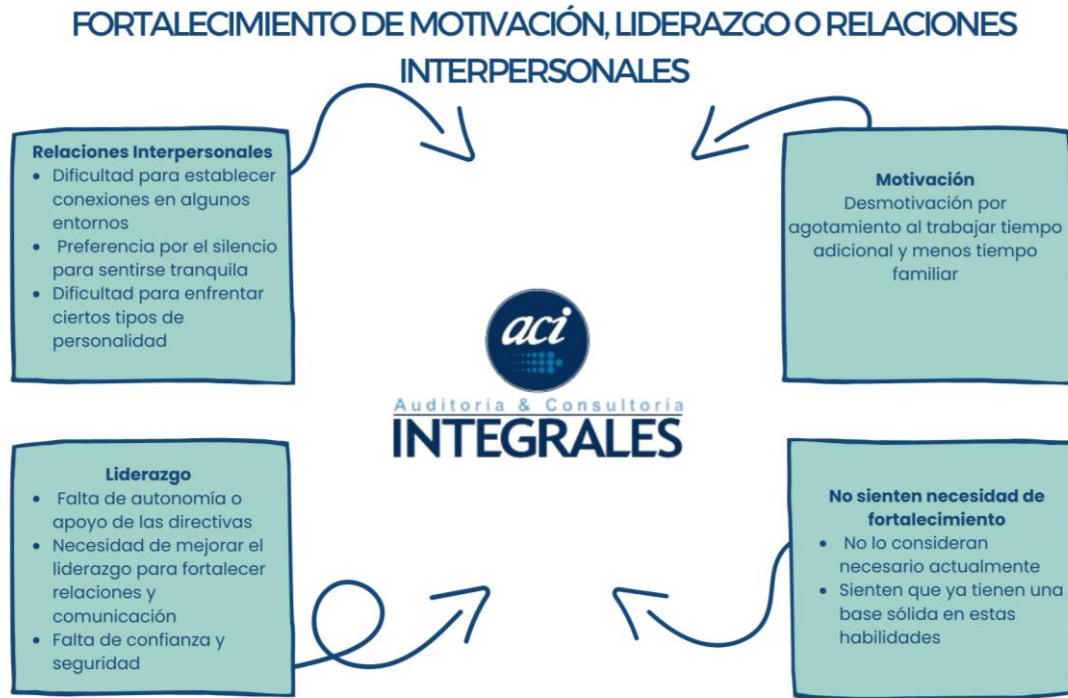 FORTALECIMIENTO DE MOTIVACIÓN, LIDERAZGO O RELACIONES
INTERPERSONALES
Relaciones Interpersonales
• Dificultad para establecer
conexiones en algunos
entornos
• Preferencia por el silencio
para sentirse tranquila
• Dificultad para enfrentar
ciertos tipos de
personalidad
Motivación
Desmotivación por
agotamiento al trabajar tiempo
adicional y menos tiempo
familiar
aci
Auditoría & Consultoría
INTEGRALES
Liderazgo
• Falta de autonomía o
apoyo de las directivas
• Necesidad de mejorar el
liderazgo para fortalecer
relaciones y
comunicación
• Falta de confianza y
seguridad
No sienten necesidad de
fortalecimiento
• No lo consideran
necesario actualmente
• Sienten que ya tienen una
base sólida en estas
habilidades